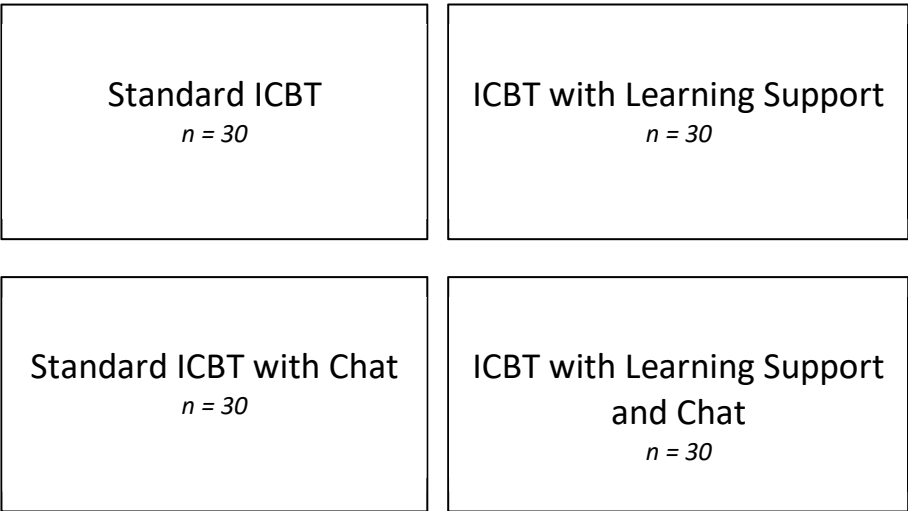 Standard ICBT
n = 30
ICBT with Learning Support
n = 30
Standard ICBT with Chat
n = 30
ICBT with Learning Support
and Chat
n = 30